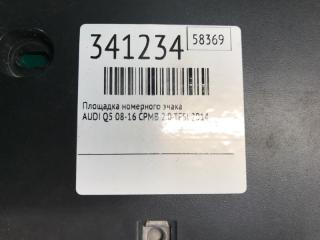 341234
58369
Площадка номерного знака
AUDI Q5 08-16 CPMB 2.0 TFSI 2014